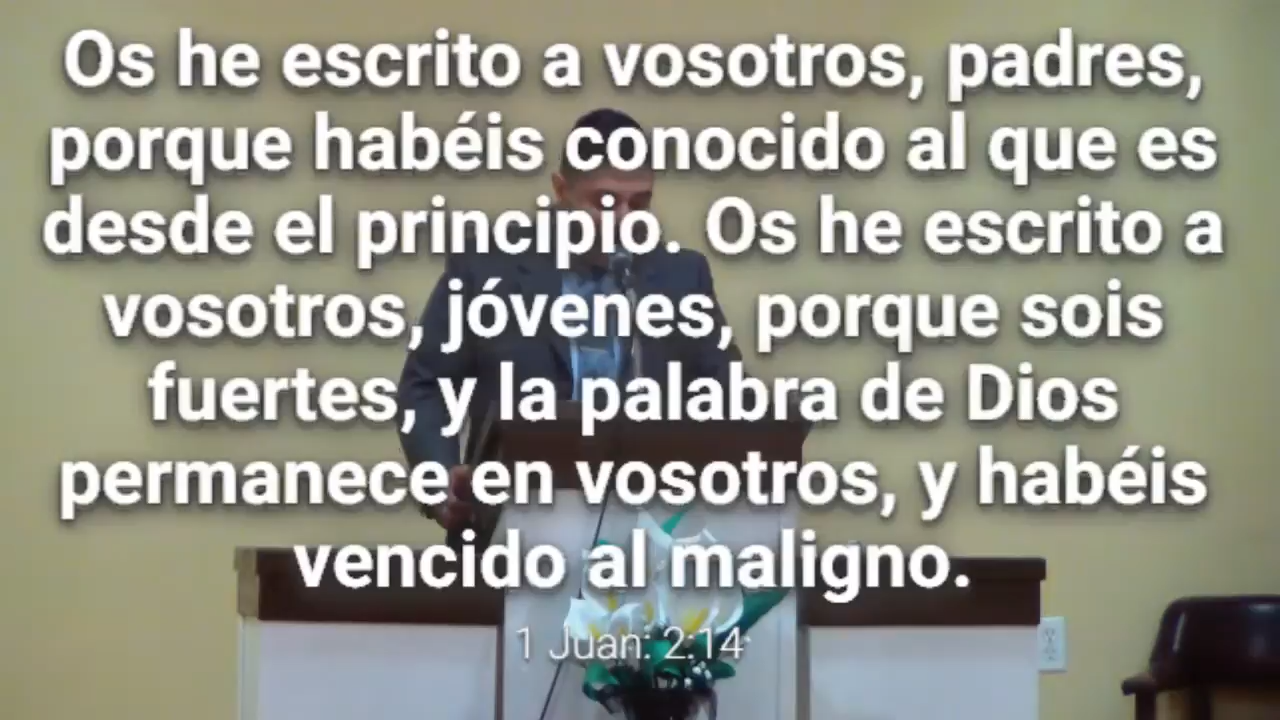 Os he escrito a vosotros, padres,
porque habéis conocido al que es
desde el principio. Os he escrito a
vosotros, jóvenes, porque sois
fuertes, y la palabra de Dios
permanece en vosotros, y habéis
vencido al maligno.
1 Juan: 2:14